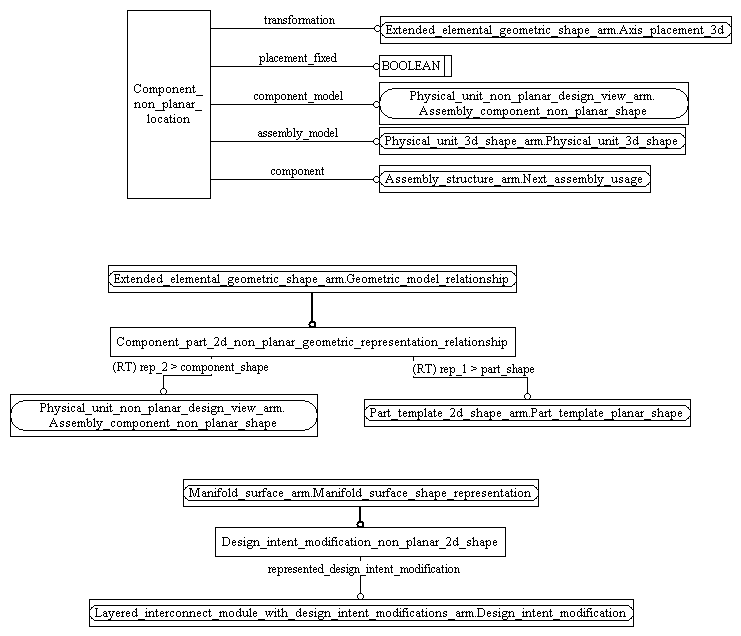 transformation
Extended_elemental_geometric_shape_arm.Axis_placement_3d
placement_fixed
BOOLEAN
Component_
non_planar_
location
component_model
Physical_unit_non_planar_design_view_arm.
Assembly_component_non_planar_shape
assembly_model
Physical_unit_3d_shape_arm.Physical_unit_3d_shape
component
Assembly_structure_arm.Next_assembly_usage
Extended_elemental_geometric_shape_arm.Geometric_model_relationship
Component_part_2d_non_planar_geometric_representation_relationship
(RT) rep_2 > component_shape
(RT) rep_1 > part_shape
Physical_unit_non_planar_design_view_arm.
Assembly_component_non_planar_shape
Part_template_2d_shape_arm.Part_template_planar_shape
Manifold_surface_arm.Manifold_surface_shape_representation
Design_intent_modification_non_planar_2d_shape
represented_design_intent_modification
Layered_interconnect_module_with_design_intent_modifications_arm.Design_intent_modification